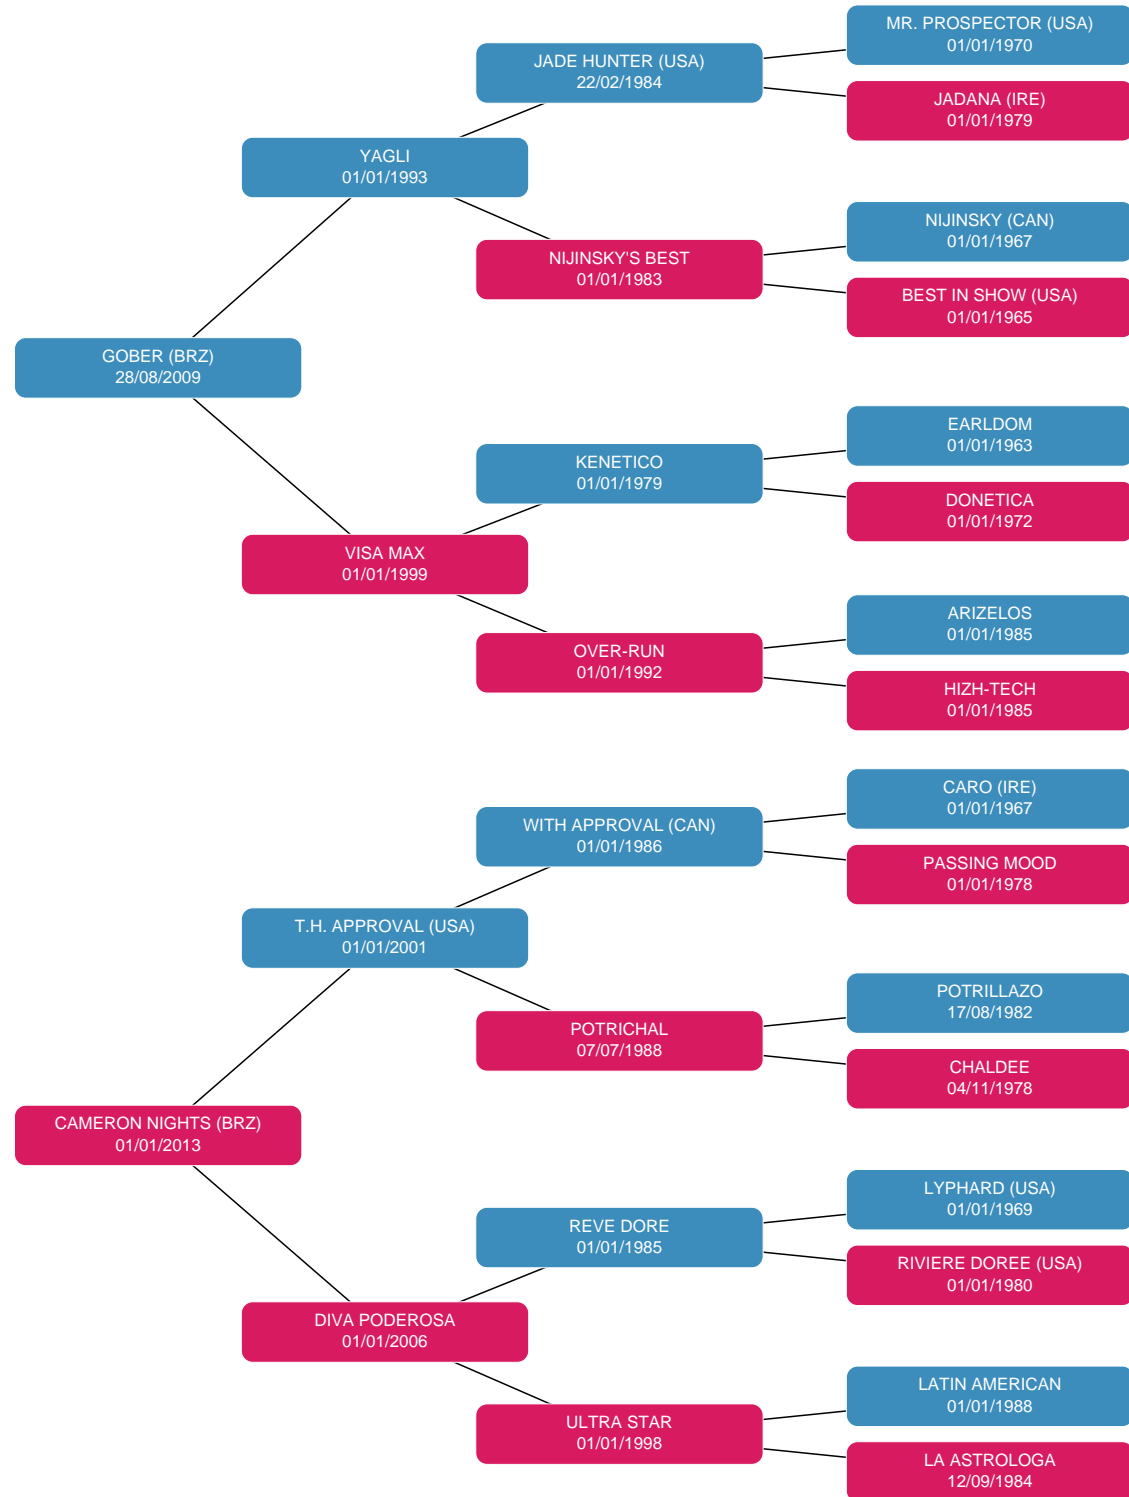 MR. PROSPECTOR (USA)
01/01/1970
JADE HUNTER (USA)
22/02/1984
JADANA (IRE)
01/01/1979
YAGLI
01/01/1993
NIJINSKY (CAN)
01/01/1967
NIJINSKY'S BEST
01/01/1983
BEST IN SHOW (USA)
01/01/1965
GOBER (BRZ)
28/08/2009
EARLDOM
01/01/1963
KENETICO
01/01/1979
DONETICA
01/01/1972
VISA MAX
01/01/1999
ARIZELOS
01/01/1985
OVER-RUN
01/01/1992
HIZH-TECH
01/01/1985
CARO (IRE)
01/01/1967
WITH APPROVAL (CAN)
01/01/1986
PASSING MOOD
01/01/1978
T.H. APPROVAL (USA)
01/01/2001
POTRILLAZO
17/08/1982
POTRICHAL
07/07/1988
CHALDEE
04/11/1978
CAMERON NIGHTS (BRZ)
01/01/2013
LYPHARD (USA)
01/01/1969
REVE DORE
01/01/1985
RIVIERE DOREE (USA)
01/01/1980
DIVA PODEROSA
01/01/2006
LATIN AMERICAN
01/01/1988
ULTRA STAR
01/01/1998
LA ASTROLOGA
12/09/1984